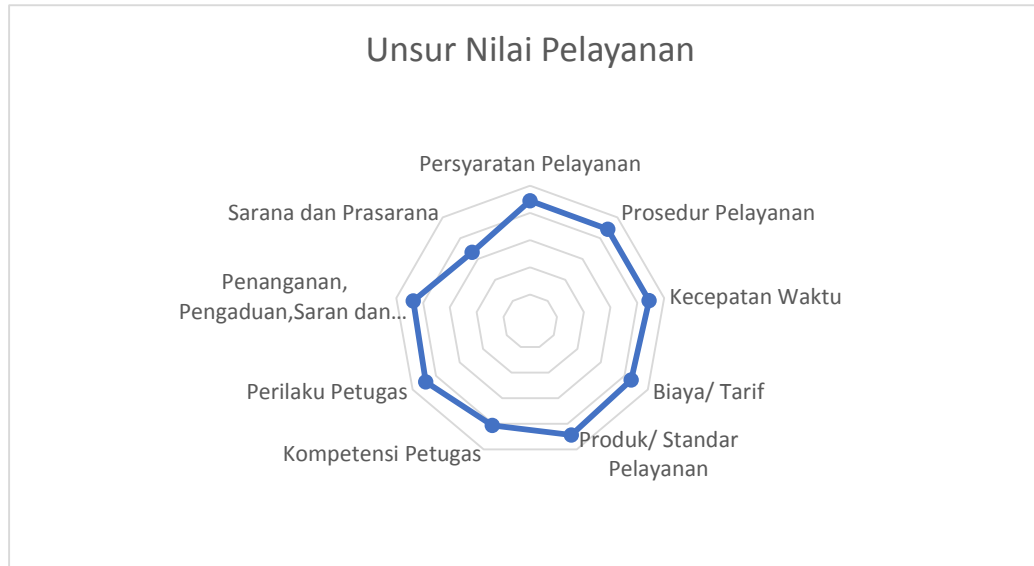 Unsur Nilai Pelayanan
Persyaratan Pelayanan
Prosedur Pelayanan
Kecepatan Waktu
Biaya/ Tarif
Produk/ Standar
Pelayanan
Kompetensi Petugas
Perilaku Petugas
Penanganan,
Pengaduan,Saran dan...
Sarana dan Prasarana